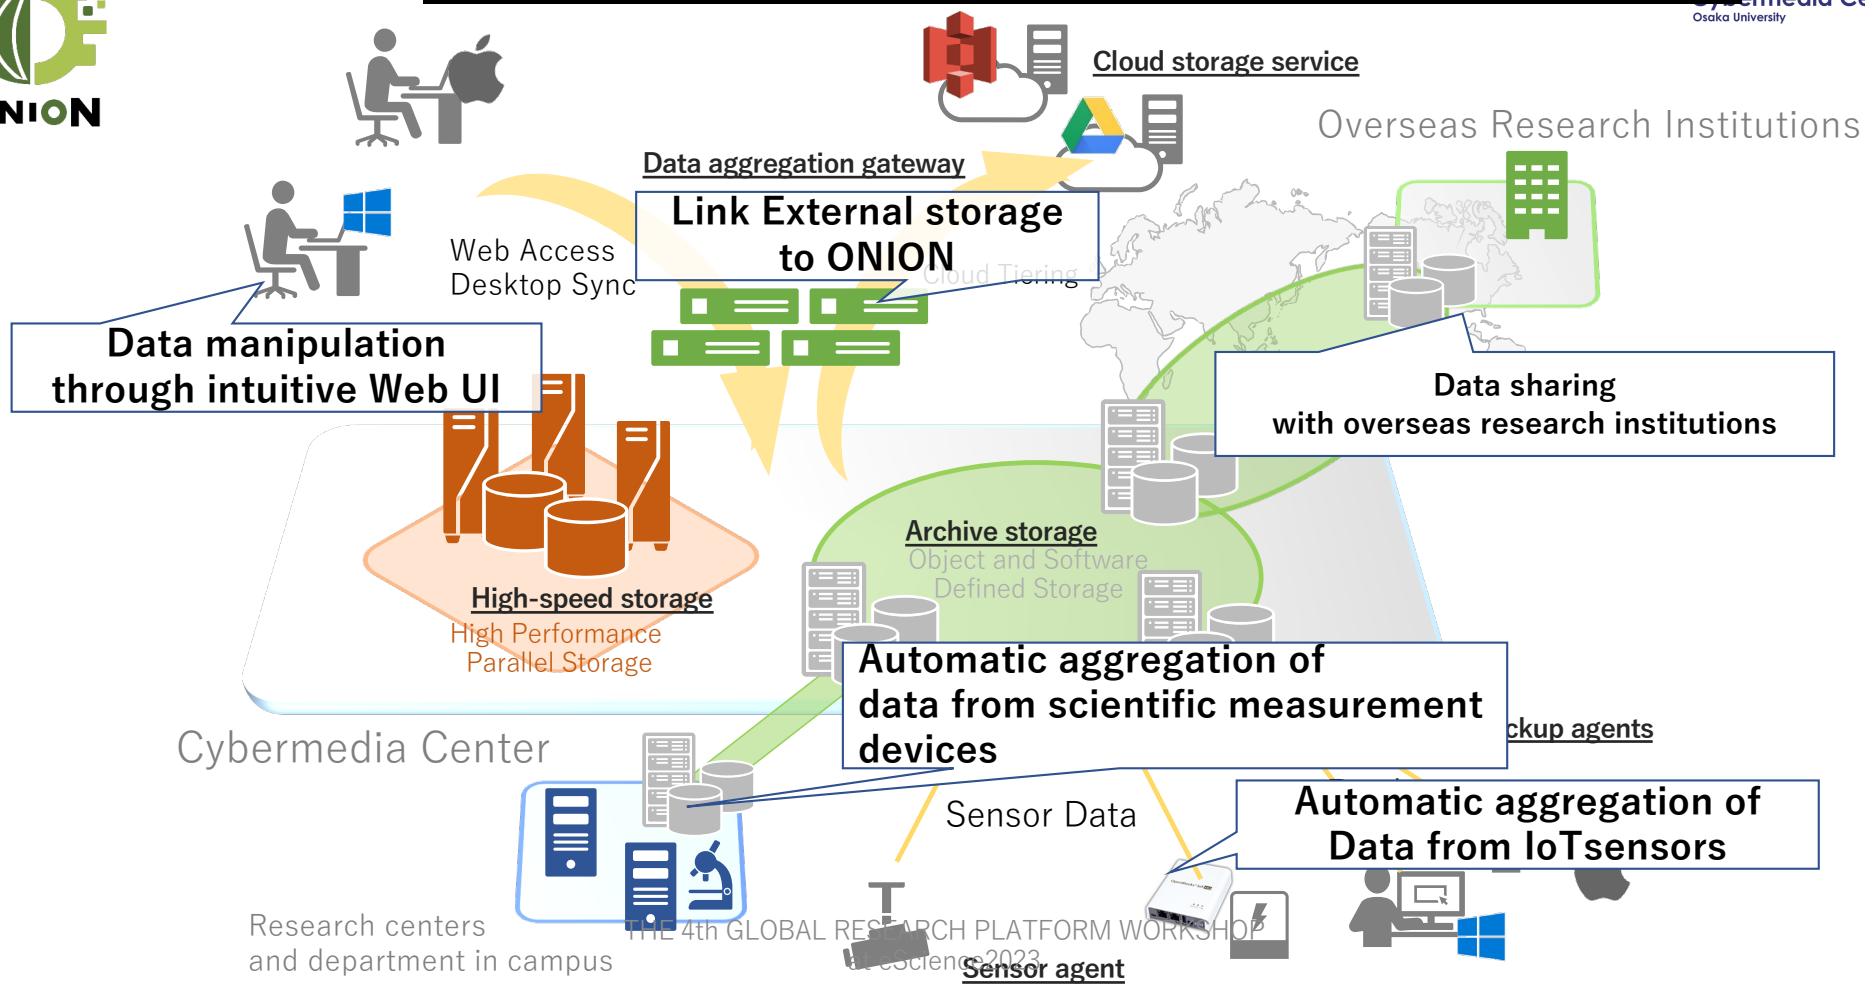 Osaka University
NION
Cloud storage service
Overseas Research Institutions
Data aggregation gateway
Link External storage
to ONION
Cloud Tiering
Web Access
Desktop Sync
Data manipulation
through intuitive Web UI
Data sharing
with overseas research institutions
Archive storage
Object and Software
Defined Storage
High-speed storage
High Performance
Parallel Storage
Automatic aggregation of
data from scientific measurement
devices
ckup agents
Cybermedia Center
Sensor Data
Automatic aggregation of
Data from IoTsensors
Research centers
and department in campus
THE 4th GLOBAL RESEARCH PLATFORM WORKSHOP
at eScience2023
Sensor agent